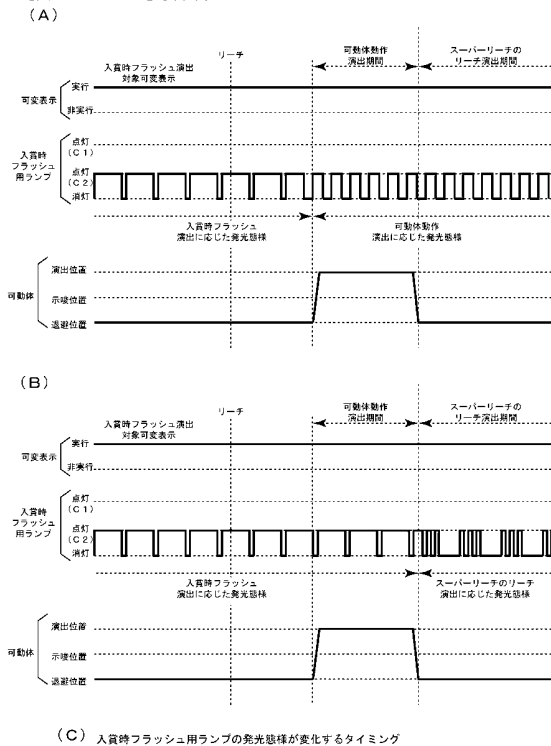 (A)
リーチ
可動体動作
演出期間
スーパーリーチの
リーチ演出期間
入賞時フラッシュ演出
対象可変表示
可変表示
実行
非実行
入賞時
フラッシュ
用ランプ
点灯
(C1)
点灯
(C2)
消灯
入賞時フラッシュ
演出に応じた発光態様
可動体動作
演出に応じた発光態様
可動体
演出位置
示唆位置
退避位置
(B)
リーチ
可動体動作
演出期間
スーパーリーチの
リーチ演出期間
入賞時フラッシュ演出
対象可変表示
可変表示
実行
非実行
入賞時
フラッシュ
用ランプ
点灯
(C1)
点灯
(C2)
消灯
入賞時フラッシュ
演出に応じた発光態様
スーパーリーチのリーチ
演出に応じた発光態様
可動体
演出位置
示唆位置
退避位置
(C) 入賞時フラッシュ用ランプの発光態様が変化するタイミング